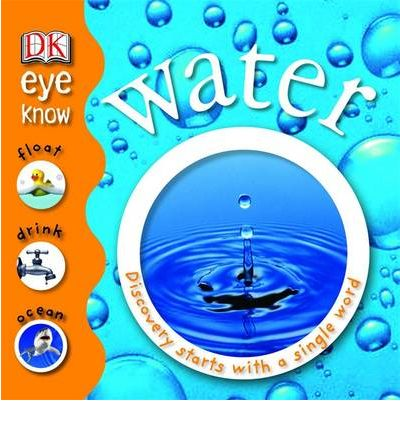 DK
eye
know
water
float
drink
ocean
Discovery starts with a single word